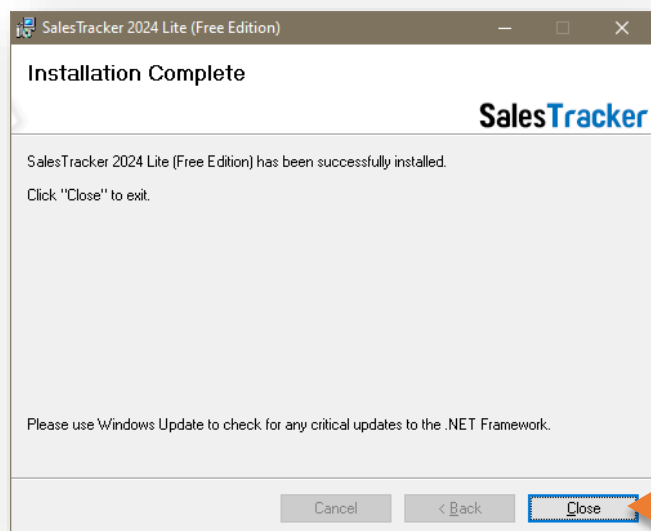 SalesTracker 2024 Lite (Free Edition)
Installation Complete
SalesTracker
SalesTracker 2024 Lite (Free Edition) has been successfully installed.
Click "Close" to exit.
Please use Windows Update to check for any critical updates to the .NET Framework.
Cancel
< Back
Close